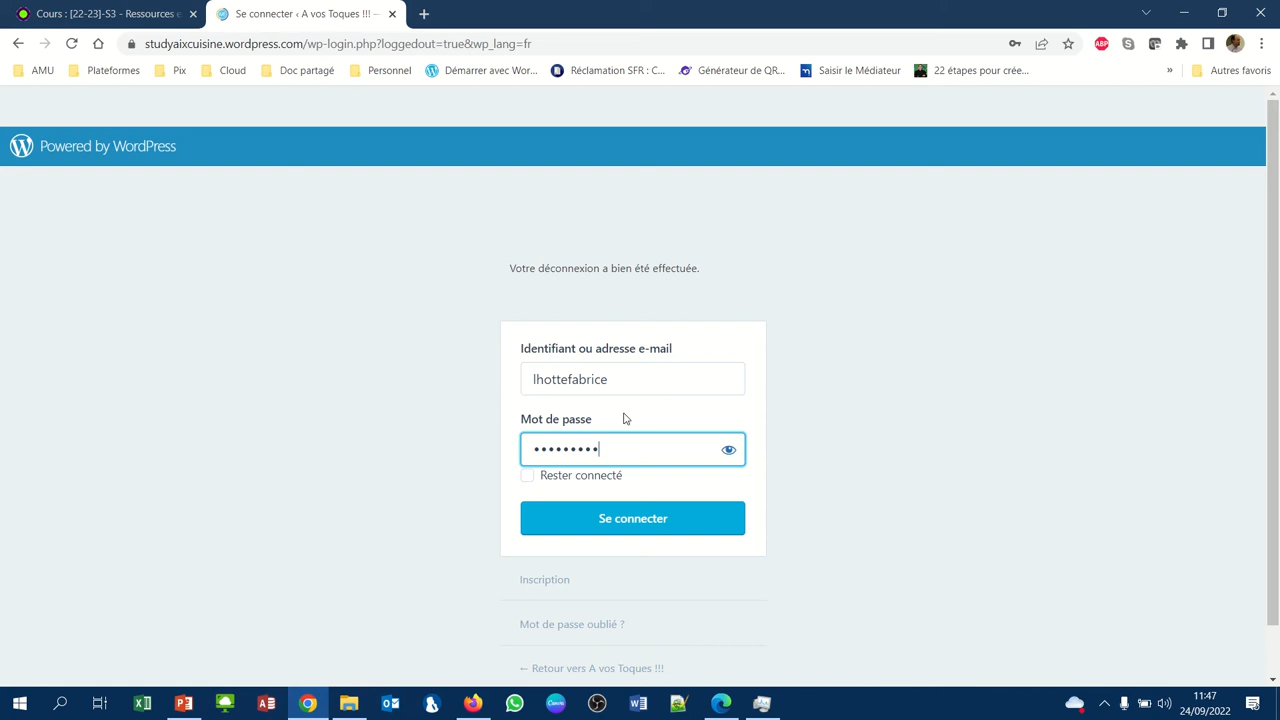 Cours : [22-23]-S3 - Ressources e
Se connecter ‹ A vos Toques !!! —
studyaixcuisine.wordpress.com/wp-login.php?loggedout=true&wp_lang=fr
ABP
AMU
Plateformes
Pix
Cloud
Doc partagé
Personnel
Démarrer avec Wor...
Réclamation SFR : C...
Générateur de QR...
Saisir le Médiateur
22 étapes pour crée...
»
Autres favoris
Powered by WordPress
Votre déconnexion a bien été effectuée.
Identifiant ou adresse e-mail
lhottefabrice
Mot de passe
•••••••••
Rester connecté
Se connecter
Inscription
Mot de passe oublié ?
← Retour vers A vos Toques !!!
11:47
24/09/2022